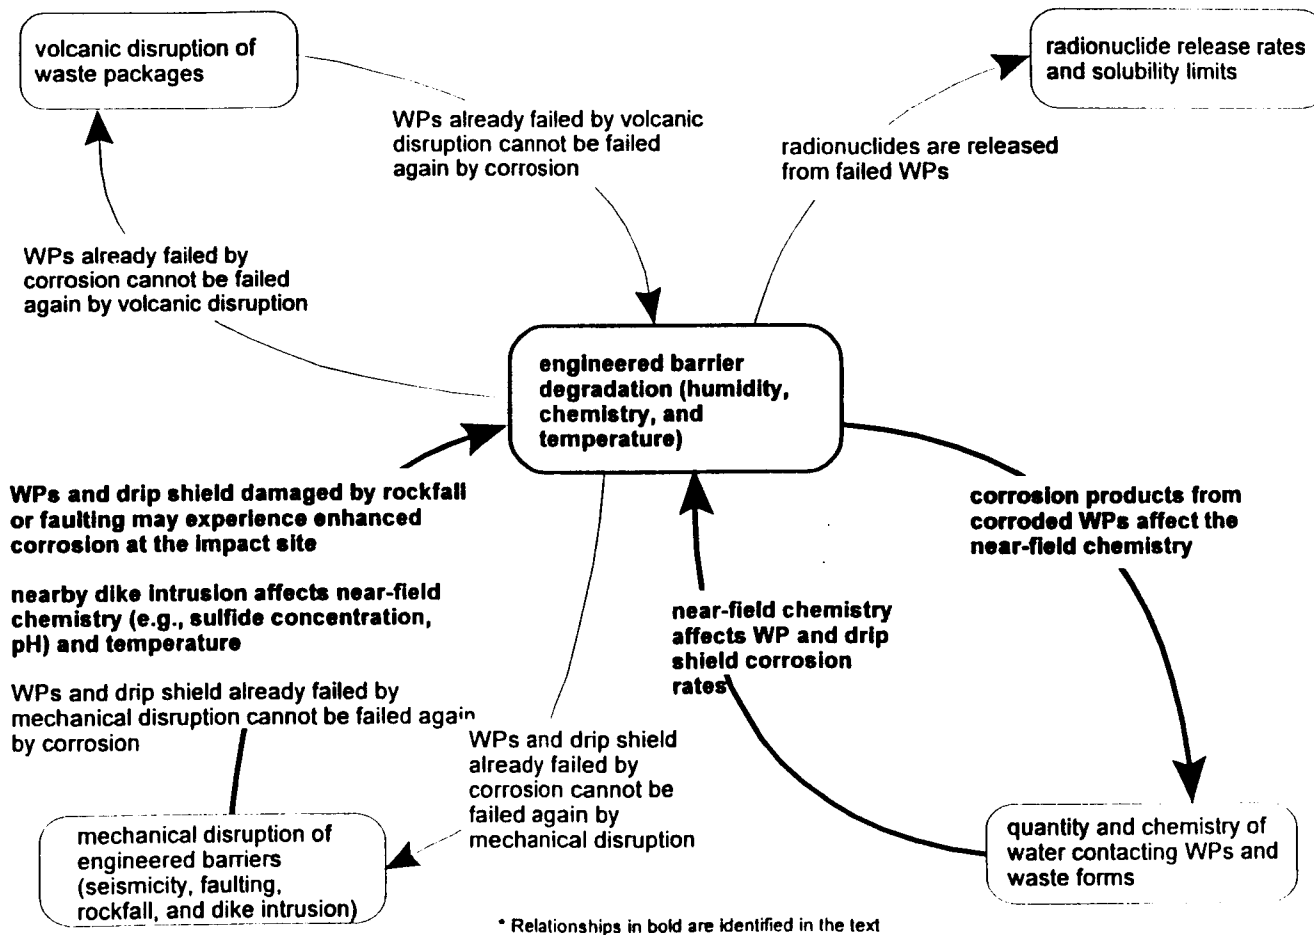 volcanic disruption of
waste packages
radionuclide release rates
and solubility limits
WPs already failed by volcanic
disruption cannot be failed
again by corrosion
radionuclides are released
from failed WPs
WPs already failed by
corrosion cannot be failed
again by volcanic disruption
engineered barrier
degradation (humidity,
chemistry, and
temperature)
WPs and drip shield damaged by rockfall
or faulting may experience enhanced
corrosion at the impact site
nearby dike intrusion affects near-field
chemistry (e.g., sulfide concentration,
pH) and temperature
WPs and drip shield already failed by
mechanical disruption cannot be failed again
by corrosion
corrosion products from
corroded WPs affect the
near-field chemistry
near-field chemistry
affects WP and drip
shield corrosion
rates
WPs and drip shield
already failed by
corrosion cannot be
failed again by
mechanical disruption
mechanical disruption of
engineered barriers
(seismicity, faulting,
rockfall, and dike intrusion)
quantity and chemistry of
water contacting WPs and
waste forms
* Relationships in bold are identified in the text